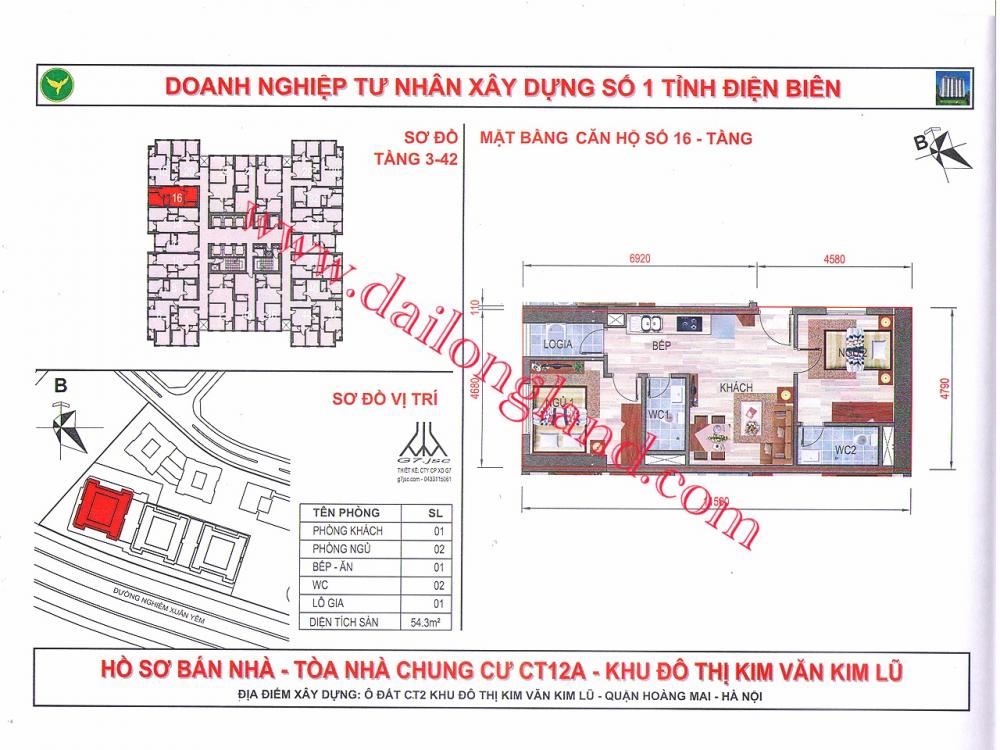 DOANH NGHIỆP TƯ NHÂN XÂY DỰNG SỐ 1 TỈNH ĐIỆN BIÊN
SƠ ĐỒ
TẦNG 3-42
16
MẶT BẰNG CĂN HỘ SỐ 16 - TẦNG
B
6920
4580
110
4680
4790
LOGIA
BẾP
NGỦ 1
WC1
KHÁCH
WC2
www.dailongland.com
B
SƠ ĐỒ VỊ TRÍ
G7.jsc
THIẾT KẾ: CTY CP XD G7
g7jsc.com - 0433115061
ĐƯỜNG NGHIÊM XUÂN YÊM
TÊN PHÒNG SL
PHÒNG KHÁCH 01
PHÒNG NGỦ 02
BẾP - ĂN 01
WC 02
LÔ GIA 01
DIỆN TÍCH SÀN 54.3m²
HỒ SƠ BÁN NHÀ - TÒA NHÀ CHUNG CƯ CT12A - KHU ĐÔ THỊ KIM VĂN KIM LŨ
ĐỊA ĐIỂM XÂY DỰNG: Ô ĐẤT C.T2 KHU ĐÔ THỊ KIM VĂN KIM LŨ - QUẬN HOÀNG MAI - HÀ NỘI